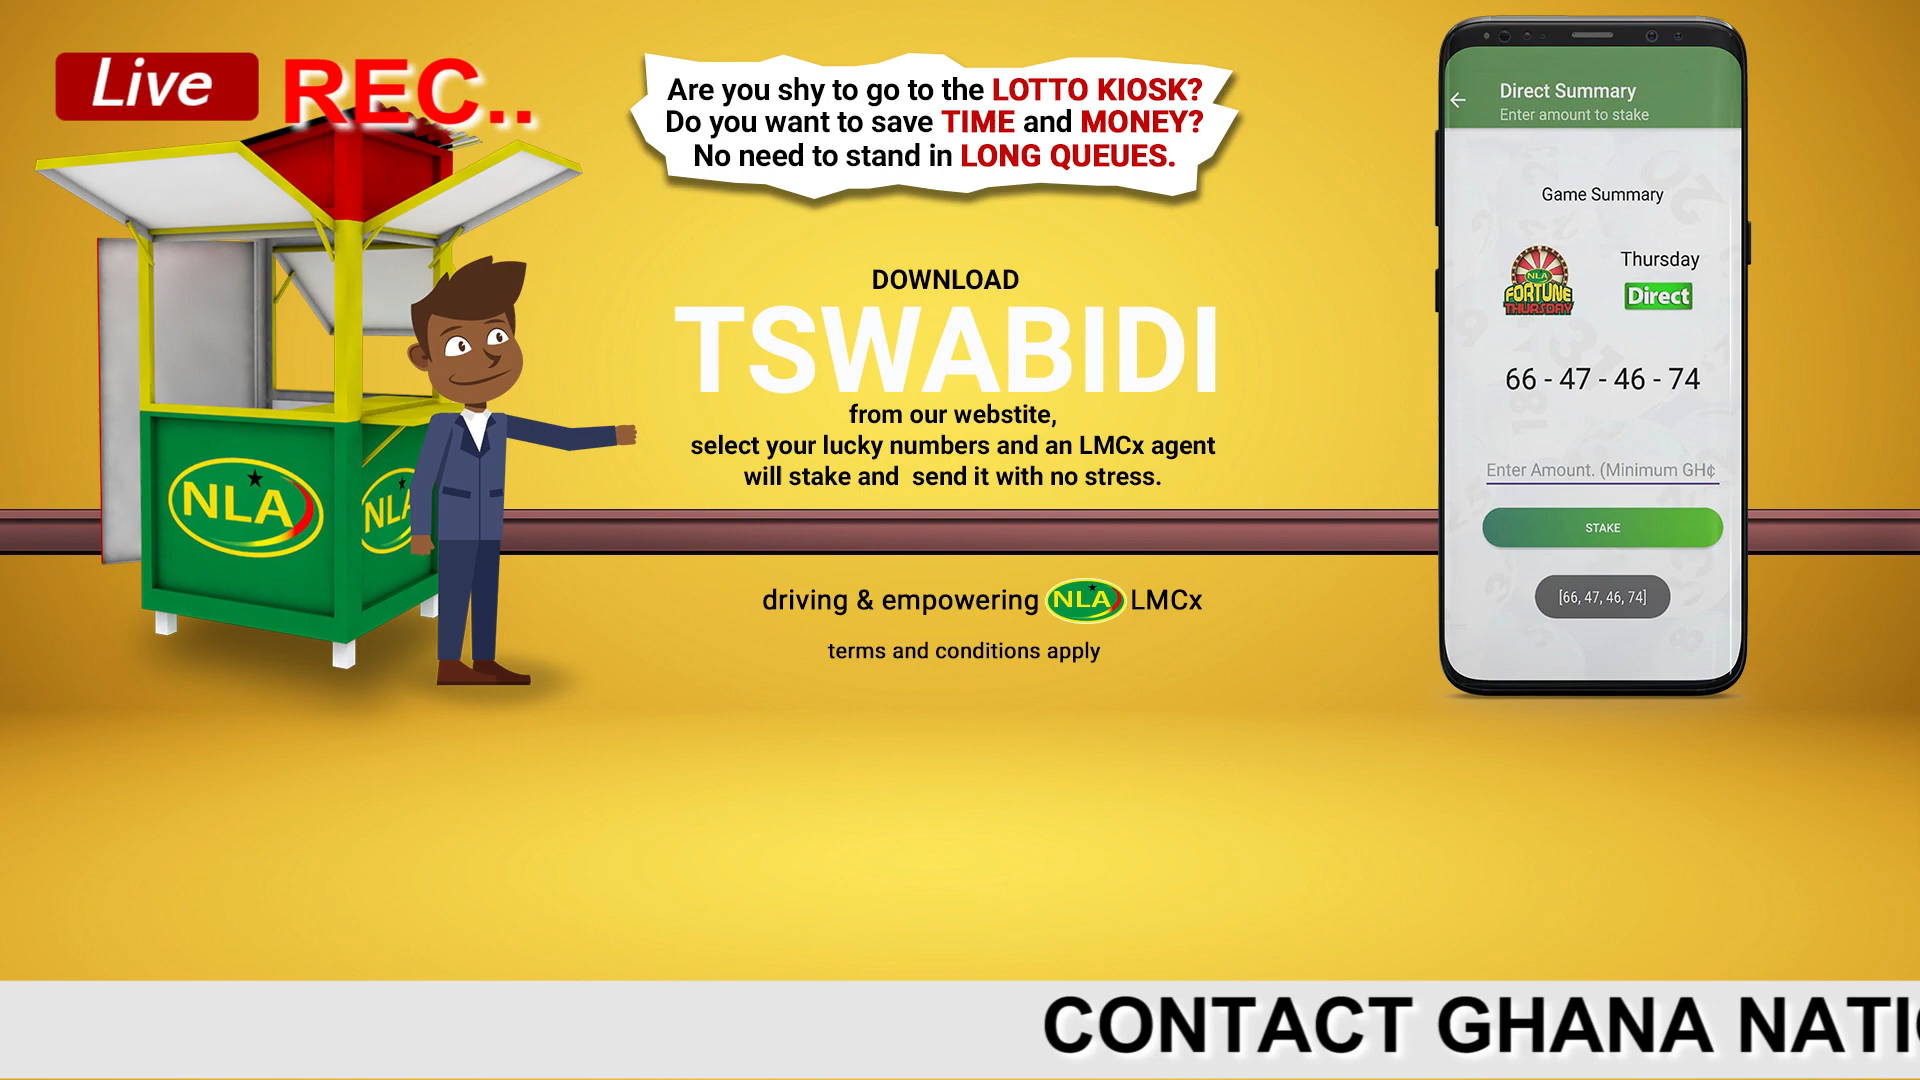 Live REC..
Are you shy to go to the LOTTO KIOSK?
Do you want to save TIME and MONEY?
No need to stand in LONG QUEUES.
DOWNLOAD
TSWABIDI
from our webstite,
select your lucky numbers and an LMCx agent
will stake and send it with no stress.
driving & empowering NLA LMCx
terms and conditions apply
NLA
NLA
Direct Summary
Enter amount to stake
Game Summary
NLA
FORTUNE
THURSDAY
Thursday
Direct
66 - 47 - 46 - 74
Enter Amount. (Minimum GH¢
STAKE
[66, 47, 46, 74]
CONTACT GHANA NATI